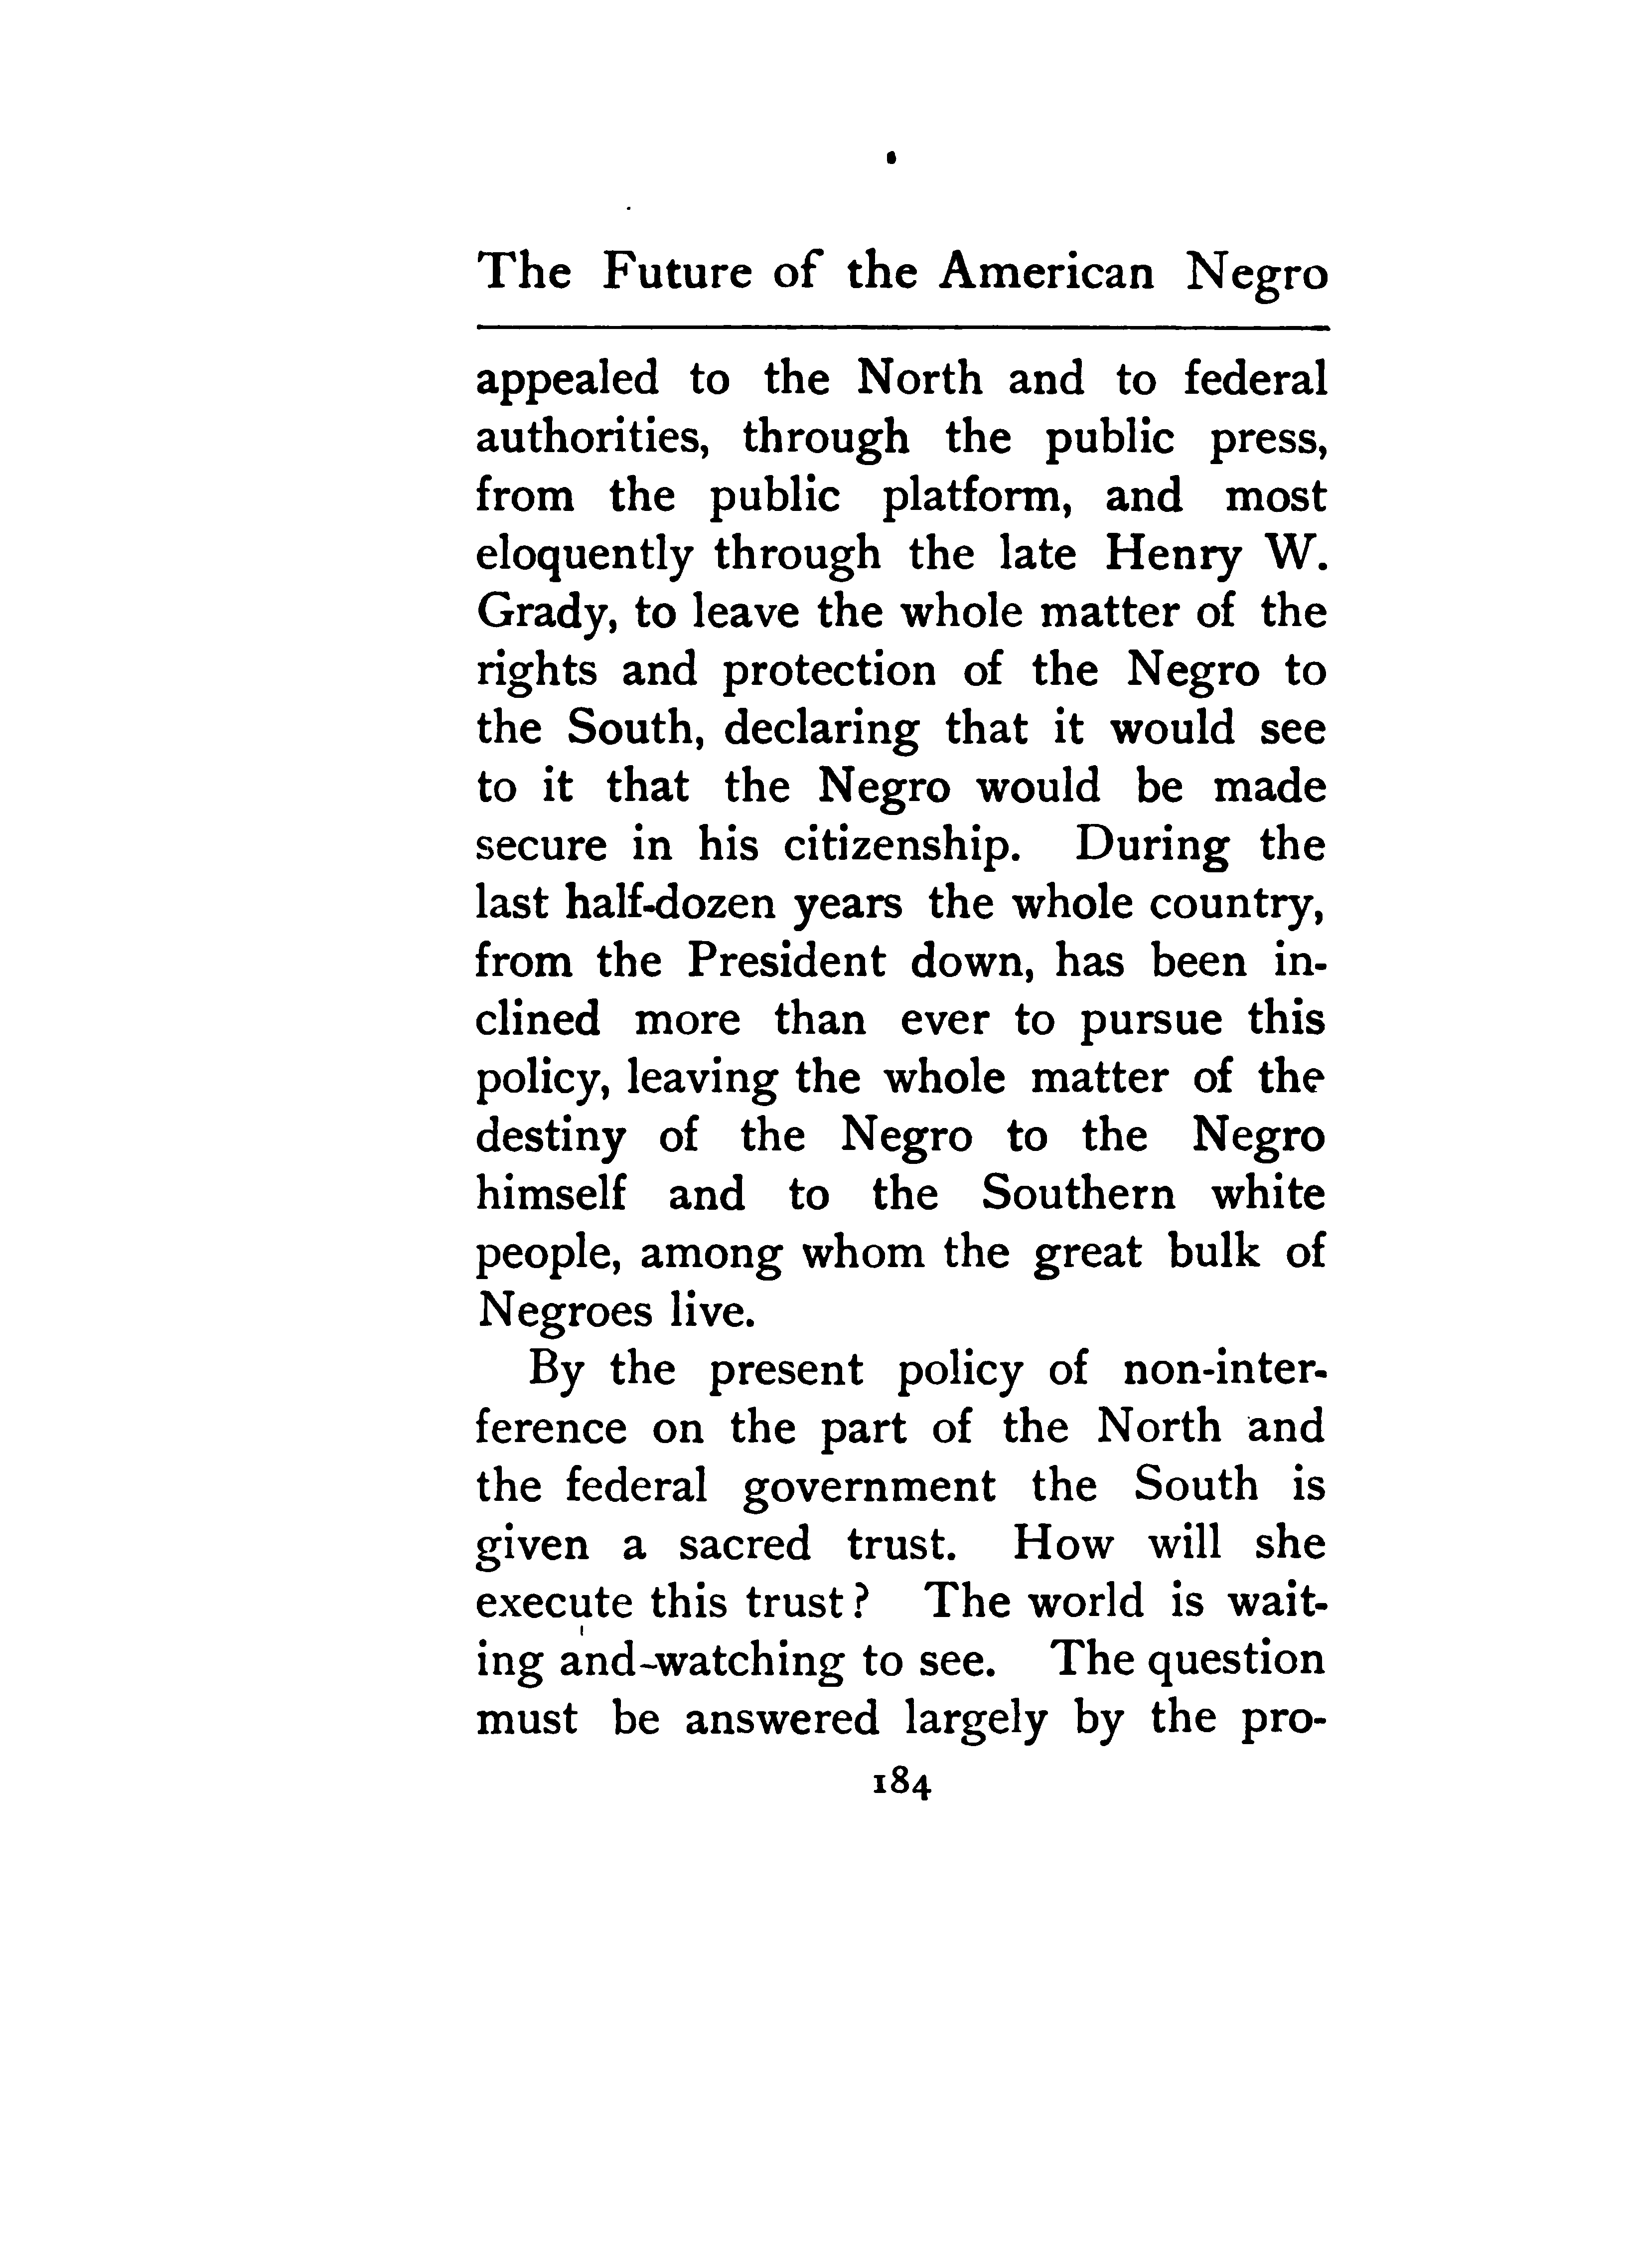 The Future of the American Negro
appealed to the North and to federal
authorities, through the public press,
from the public platform, and most
eloquently through the late Henry W.
Grady, to leave the whole matter of the
rights and protection of the Negro to
the South, declaring that it would see
to it that the Negro would be made
secure in his citizenship. During the
last half-dozen years the whole country,
from the President down, has been in-
clined more than ever to pursue this
policy, leaving the whole matter of the
destiny of the Negro to the Negro
himself and to the Southern white
people, among whom the great bulk of
Negroes live.
By the present policy of non-inter-
ference on the part of the North and
the federal government the South is
given a sacred trust. How will she
execute this trust? The world is wait-
ing and-watching to see. The question
must be answered largely by the pro-
184